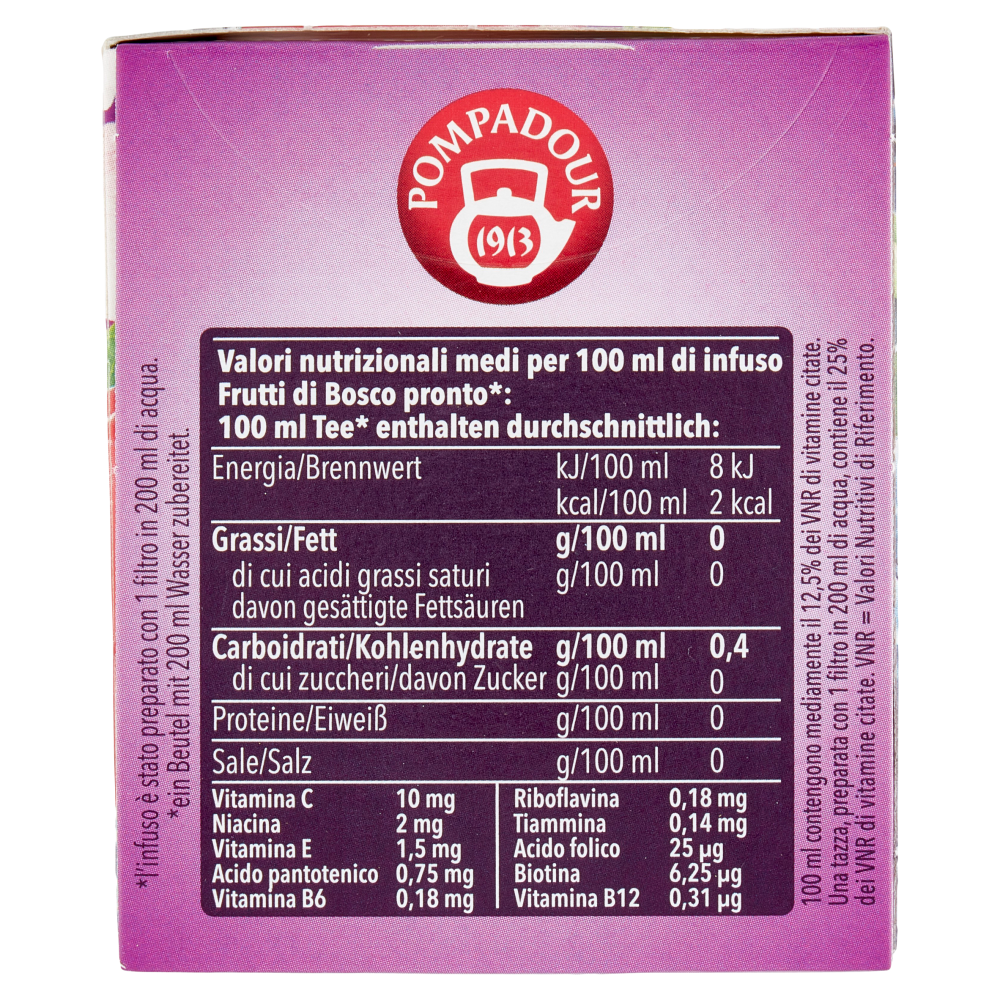 POMPADOUR
1913
Valori nutrizionali medi per 100 ml di infuso
Frutti di Bosco pronto*:
100 ml Tee* enthalten durchschnittlich:
Energia/Brennwert kJ/100 ml 8 kJ
kcal/100 ml 2 kcal
Grassi/Fett g/100 ml 0
di cui acidi grassi saturi g/100 ml 0
davon gesättigte Fettsäuren
Carboidrati/Kohlenhydrate g/100 ml 0,4
di cui zuccheri/davon Zucker g/100 ml 0
Proteine/Eiweiß g/100 ml 0
Sale/Salz g/100 ml 0
Vitamina C 10 mg Riboflavina 0,18 mg
Niacina 2 mg Tiammina 0,14 mg
Vitamina E 1,5 mg Acido folico 25 µg
Acido pantotenico 0,75 mg Biotina 6,25 µg
Vitamina B6 0,18 mg Vitamina B12 0,31 µg
*l'infuso è stato preparato con 1 filtro in 200 ml di acqua.
*ein Beutel mit 200 ml Wasser zubereitet.
100 ml contengono mediamente il 12,5% dei VNR di vitamine citate.
Una tazza, preparata con 1 filtro in 200 ml di acqua, contiene il 25%
dei VNR di vitamine citate. VNR = Valori Nutritivi di Riferimento.